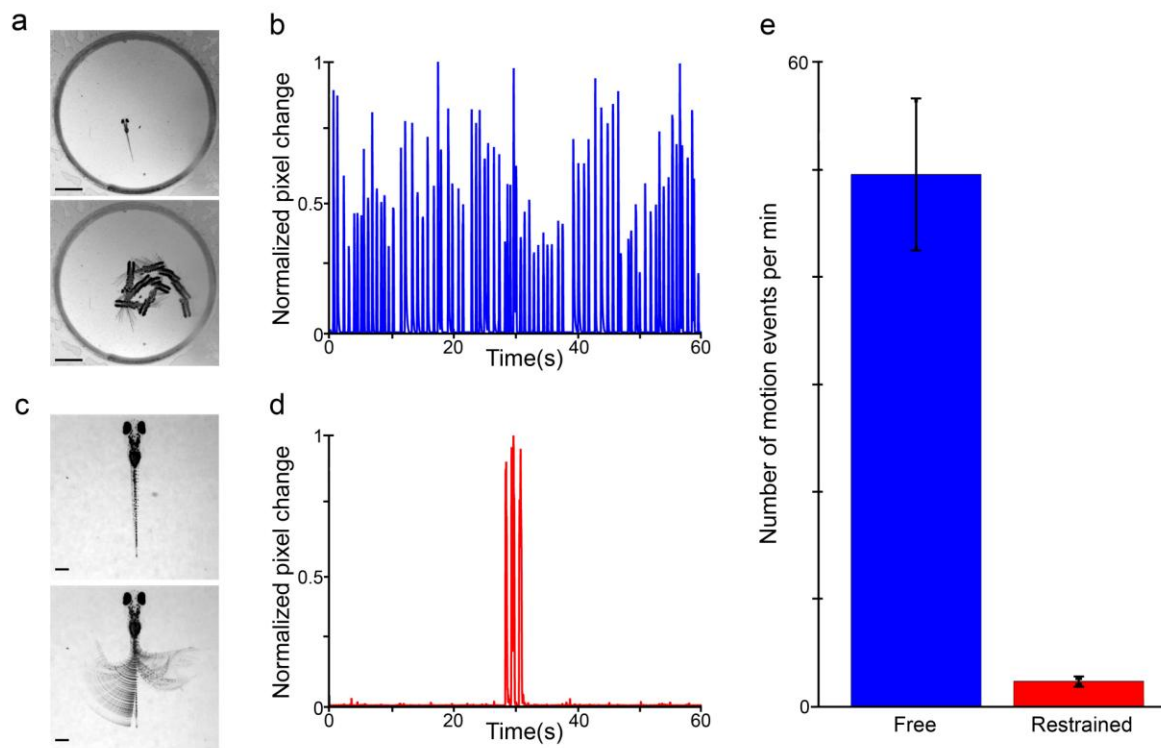 a
b
Normalized pixel change
1
0.5
0
0
20
40
60
Time(s)
c
d
Normalized pixel change
1
0.5
0
0
20
40
60
Time(s)
e
Number of motion events per min
60
0
Free
Restrained